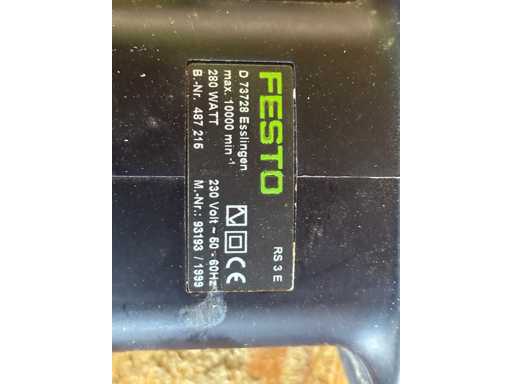 FESTO
RS 3 E
D 73728 Esslingen
max. 10000 min⁻¹
CE
280 WATT
230 Volt ~ 50 - 60Hz
B.-Nr. 487 215
M.-Nr.: 93193 / 1999